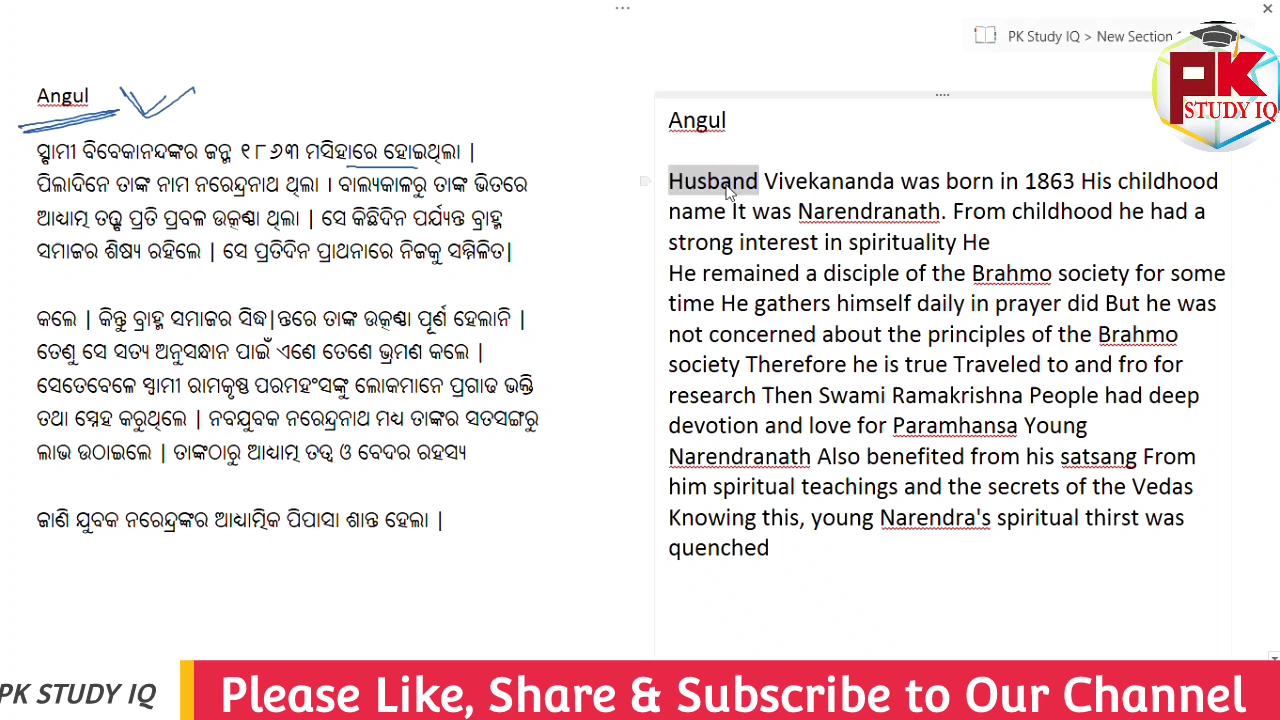 PK Study IQ > New Section
PK
STUDY IQ
Angul
ସ୍ବାମୀ ବିବେକାନନ୍ଦଙ୍କର ଜନ୍ମ ୧୮୬୩ ମସିହାରେ ହୋଇଥିଲା |
ପିଲାଦିନେ ତାଙ୍କ ନାମ ନରେନ୍ଦ୍ରନାଥ ଥିଲା । ବାଲ୍ୟକାଳରୁ ତାଙ୍କ ଭିତରେ
ଆଧ୍ୟାତ୍ମ ତତ୍ତ୍ୱ ପ୍ରତି ପ୍ରବଳ ଉତ୍କଣ୍ଠା ଥିଲା | ସେ କିଛିଦିନ ପର୍ଯ୍ୟନ୍ତ ବ୍ରାହ୍ମ
ସମାଜର ଶିଷ୍ୟ ରହିଲେ | ସେ ପ୍ରତିଦିନ ପ୍ରାଥନାରେ ନିଜକୁ ସମ୍ମିଳିତ|
କଲେ | କିନ୍ତୁ ବ୍ରାହ୍ମ ସମାଜର ସିଦ୍ଧ|ନ୍ତରେ ତାଙ୍କ ଉତ୍କଣ୍ଠା ପୂର୍ଣ ହେଲାନି |
ତେଣୁ ସେ ସତ୍ୟ ଅନୁସନ୍ଧାନ ପାଇଁ ଏଣେ ତେଣେ ଭ୍ରମଣ କଲେ |
ସେତେବେଳେ ସ୍ୱାମୀ ରାମକୃଷ୍ଣ ପରମହଂସଙ୍କୁ ଲୋକମାନେ ପ୍ରଗାଢ ଭକ୍ତି
ତଥା ସ୍ନେହ କରୁଥିଲେ | ନବଯୁବକ ନରେନ୍ଦ୍ରନାଥ ମଧ୍ୟ ତାଙ୍କର ସତସଙ୍ଗରୁ
ଲାଭ ଉଠାଇଲେ | ତାଙ୍କଠାରୁ ଆଧ୍ୟାତ୍ମ ତତ୍ୱ ଓ ବେଦର ରହସ୍ୟ
ଜାଣି ଯୁବକ ନରେନ୍ଦ୍ରଙ୍କର ଆଧ୍ୟାତ୍ମିକ ପିପାସା ଶାନ୍ତ ହେଲା |
Angul
Husband Vivekananda was born in 1863 His childhood
name It was Narendranath. From childhood he had a
strong interest in spirituality He
He remained a disciple of the Brahmo society for some
time He gathers himself daily in prayer did But he was
not concerned about the principles of the Brahmo
society Therefore he is true Traveled to and fro for
research Then Swami Ramakrishna People had deep
devotion and love for Paramhansa Young
Narendranath Also benefited from his satsang From
him spiritual teachings and the secrets of the Vedas
Knowing this, young Narendra's spiritual thirst was
quenched
PK STUDY IQ
Please Like, Share & Subscribe to Our Channel